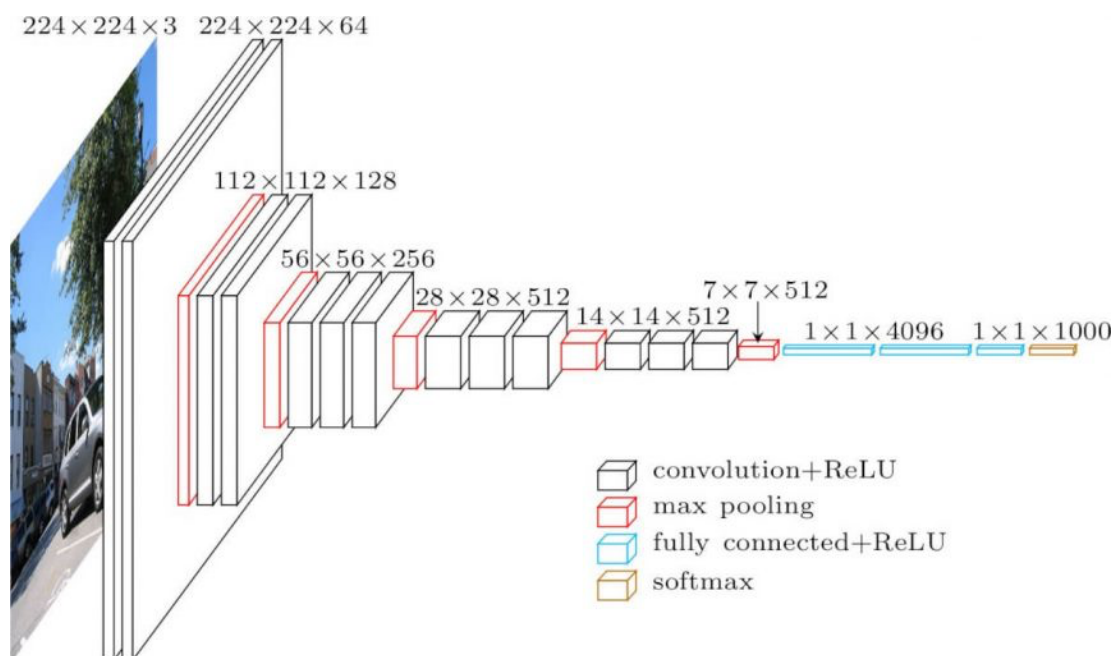 224×224×3
224×224×64
112×112×128
56×56×256
28×28×512
14×14×512
7×7×512
1×1×4096
1×1×1000
convolution+ReLU
max pooling
fully connected+ReLU
softmax